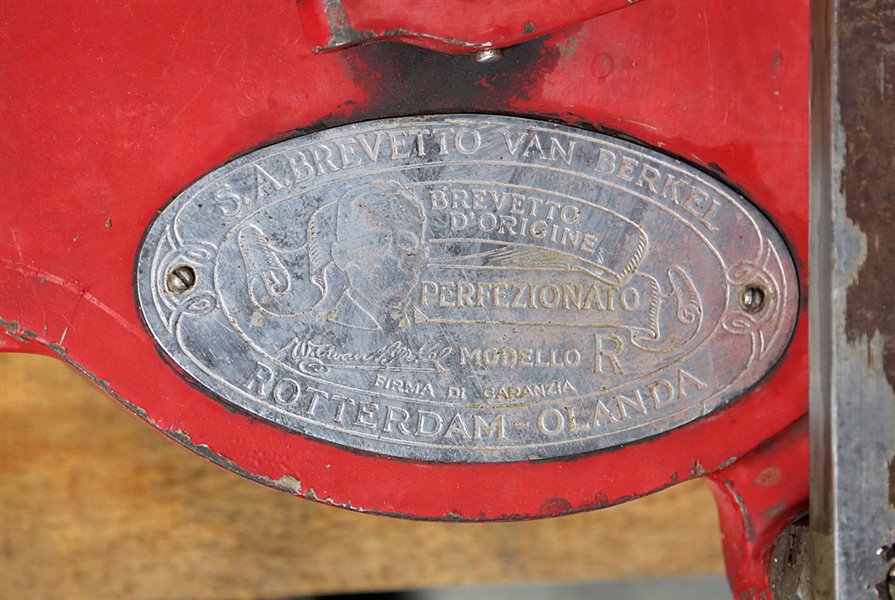 S.A. BREVETTO VAN BERKEL
BREVETTO
D'ORIGINE
PERFEZIONATO
MODELLO R
FIRMA DI GARANZIA
ROTTERDAM-OLANDA